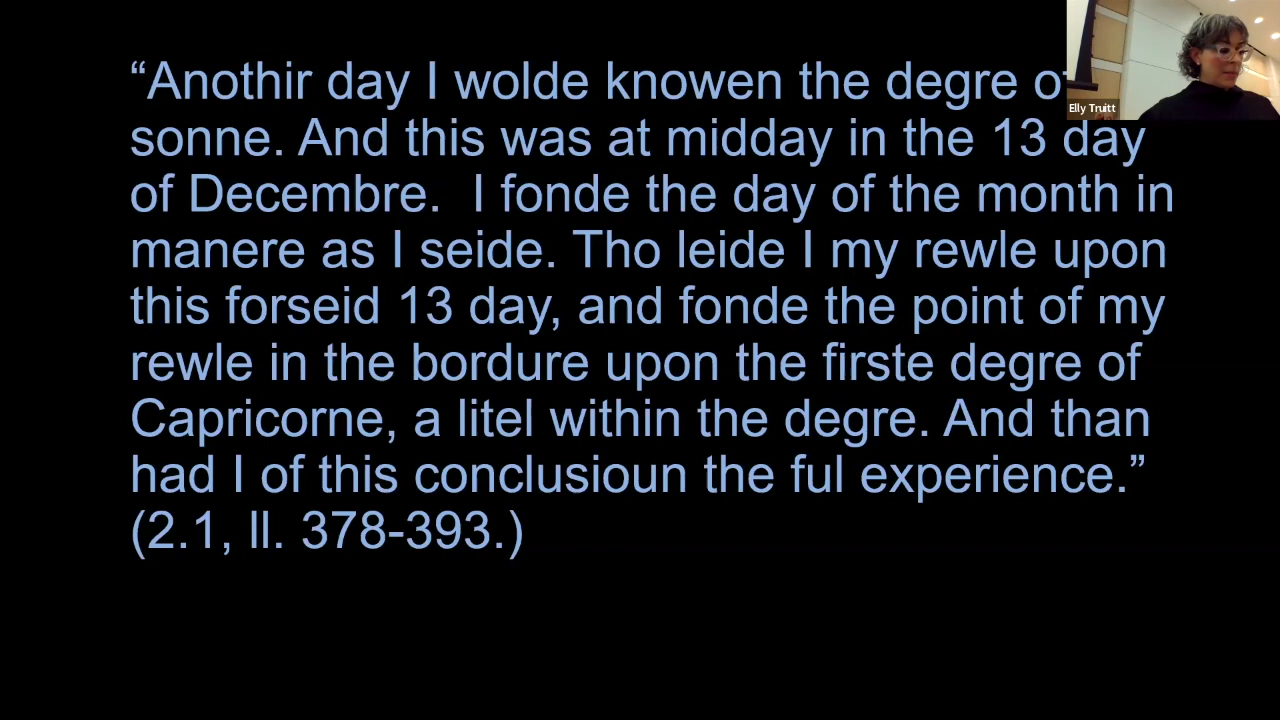 “Anothir day I wolde knowen the degre of
sonne. And this was at midday in the 13 day
of Decembre.  I fonde the day of the month in
manere as I seide. Tho leide I my rewle upon
this forseid 13 day, and fonde the point of my
rewle in the bordure upon the firste degre of
Capricorne, a litel within the degre. And than
had I of this conclusioun the ful experience.”
(2.1, ll. 378-393.)
Elly Truitt